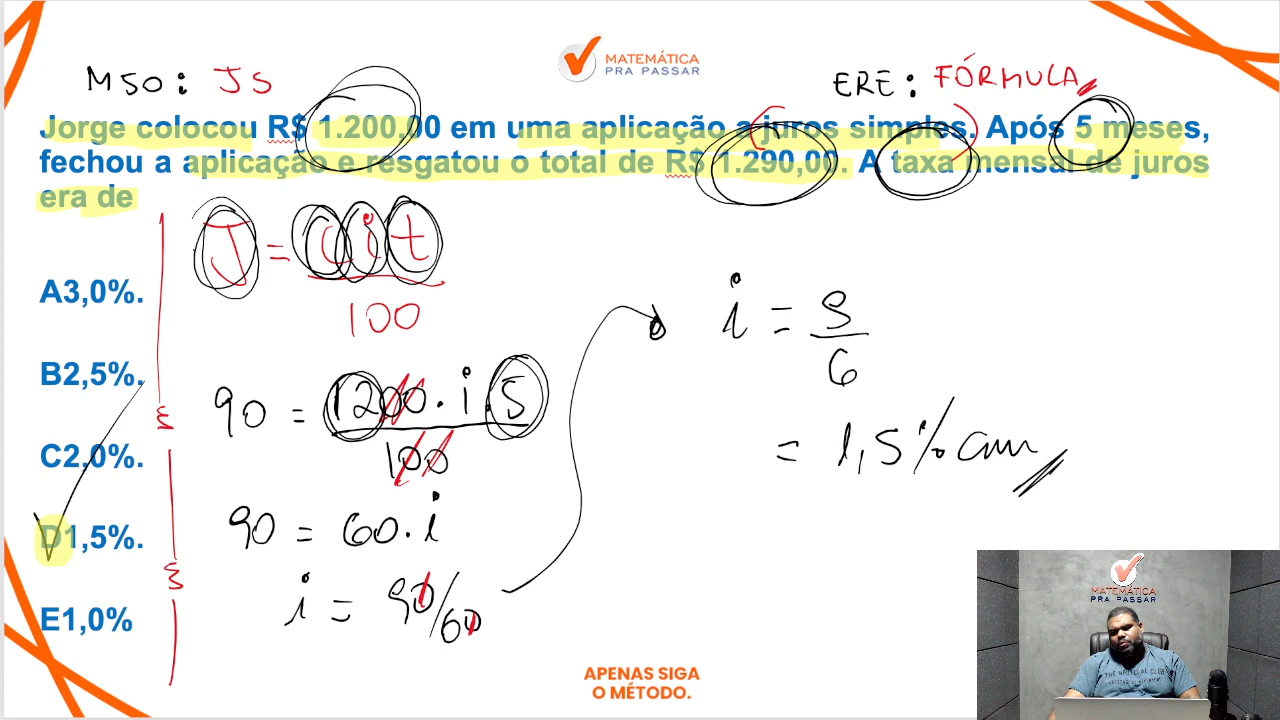 MATEMÁTICA
PRA PASSAR
MSO: JS
ERE: FÓRMULA
Jorge colocou R$ 1.200,00 em uma aplicação a juros simples. Após 5 meses,
fechou a aplicação e resgatou o total de R$ 1.290,00. A taxa mensal de juros
era de
J = C i t
100
A3,0%.
B2,5%.
C2,0%.
D1,5%.
E1,0%
90 = 1200 . i . 5
100
90 = 60 . i
i = 90/60
i = 9
6
= 1,5% am
MATEMÁTICA
PRA PASSAR
THE NAUTICAL CLUB
APENAS SIGA
O MÉTODO.